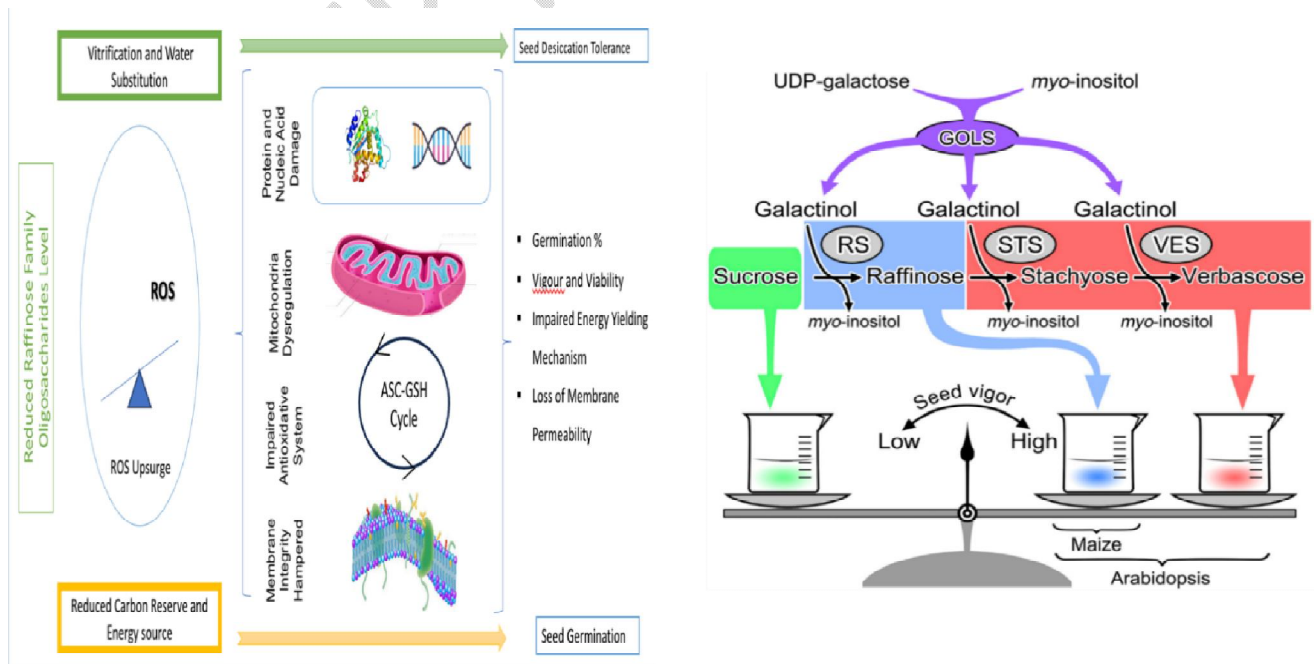 Vitrification and Water
Substitution
Seed Desiccation Tolerance
Reduced Raffinose Family
Oligosaccharides Level
ROS
ROS Upsurge
Protein and
Nucleic Acid
Damage
Mitochondria
Dysregulation
Impaired
Antioxidative
System
ASC-GSH
Cycle
Membrane
Integrity
Hampered
▪ Germination %
▪ Vigour and Viability
▪ Impaired Energy Yielding
Mechanism
▪ Loss of Membrane
Permeability
Reduced Carbon Reserve and
Energy source
Seed Germination
UDP-galactose
myo-inositol
GOLS
Galactinol
Galactinol
Galactinol
RS
STS
VES
Sucrose
Raffinose
Stachyose
Verbascose
myo-inositol
myo-inositol
myo-inositol
Seed vigor
Low
High
Maize
Arabidopsis